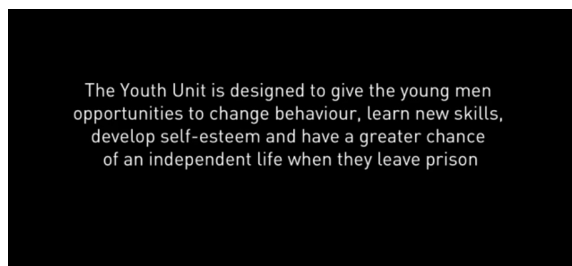 The Youth Unit is designed to give the young men
opportunities to change behaviour, learn new skills,
develop self-esteem and have a greater chance
of an independent life when they leave prison